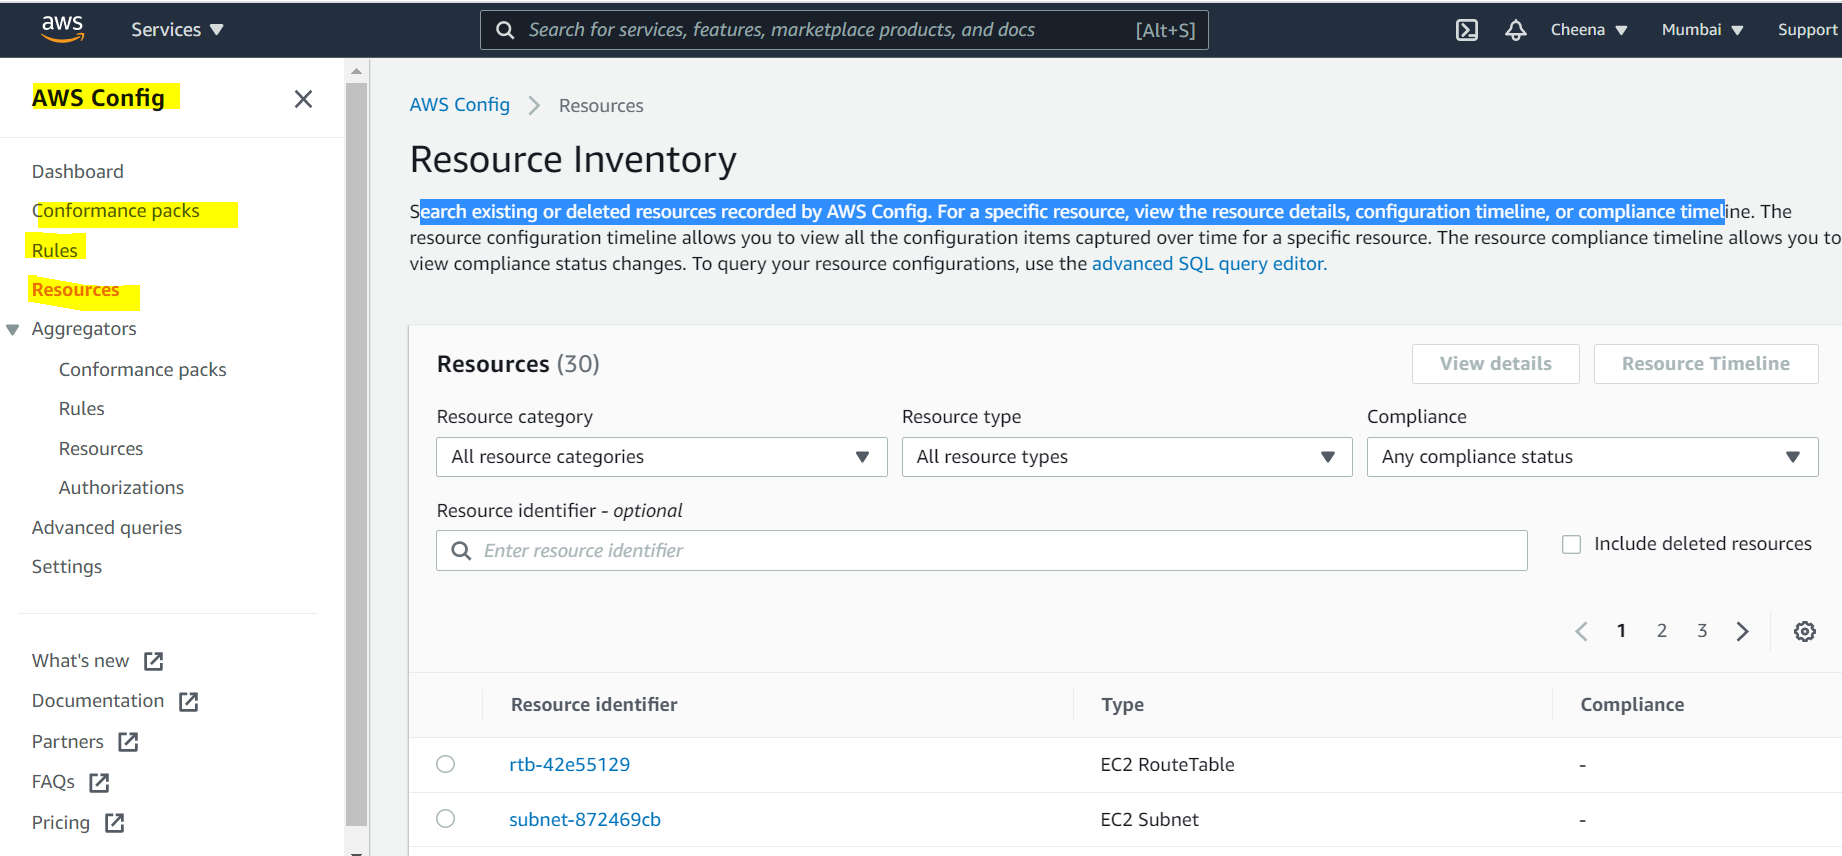 aws Services Search for services, features, marketplace products, and docs [Alt+S] Cheena Mumbai Support
AWS Config
Dashboard
Conformance packs
Rules
Resources
Aggregators
Conformance packs
Rules
Resources
Authorizations
Advanced queries
Settings
What's new
Documentation
Partners
FAQs
Pricing
AWS Config Resources
Resource Inventory
Search existing or deleted resources recorded by AWS Config. For a specific resource, view the resource details, configuration timeline, or compliance timeline. The
resource configuration timeline allows you to view all the configuration items captured over time for a specific resource. The resource compliance timeline allows you to
view compliance status changes. To query your resource configurations, use the advanced SQL query editor.
Resources (30) View details Resource Timeline
Resource category Resource type Compliance
All resource categories All resource types Any compliance status
Resource identifier - optional
Enter resource identifier Include deleted resources
1 2 3
Resource identifier Type Compliance
rtb-42e55129 EC2 RouteTable -
subnet-872469cb EC2 Subnet -